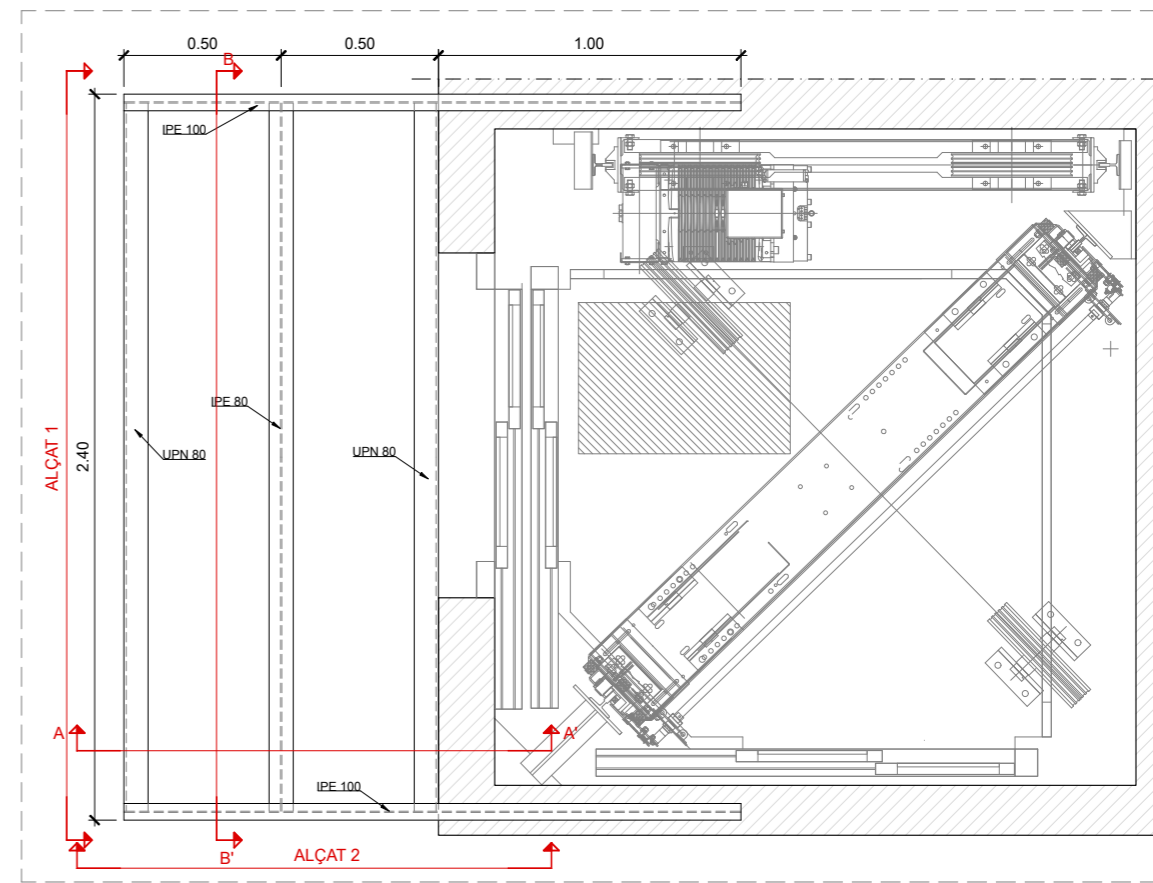 0.50
0.50
1.00
B
IPE 100
ALÇAT 1
2.40
IPE 80
UPN 80
UPN 80
A
A'
IPE 100
B'
ALÇAT 2